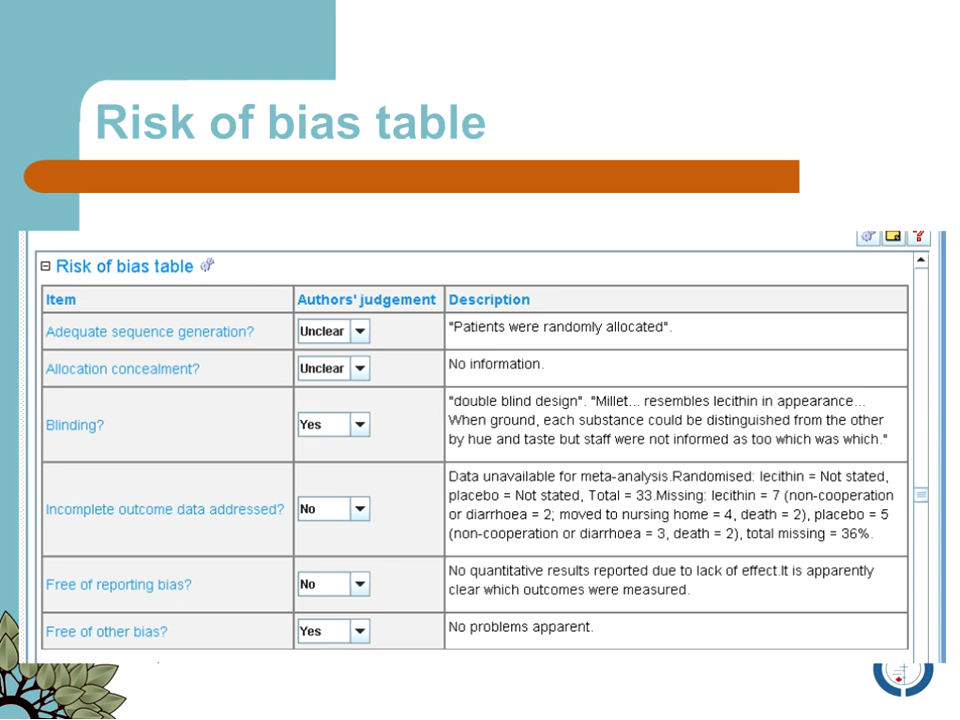 Risk of bias table
Risk of bias table
Item Authors' judgement Description
Adequate sequence generation? Unclear "Patients were randomly allocated".
Allocation concealment? Unclear No information.
Blinding? Yes "double blind design". "Millet... resembles lecithin in appearance...
When ground, each substance could be distinguished from the other
by hue and taste but staff were not informed as too which was which."
Incomplete outcome data addressed? No Data unavailable for meta-analysis.Randomised: lecithin = Not stated,
placebo = Not stated, Total = 33.Missing: lecithin = 7 (non-cooperation
or diarrhoea = 2; moved to nursing home = 4, death = 2), placebo = 5
(non-cooperation or diarrhoea = 3, death = 2), total missing = 36%.
Free of reporting bias? No No quantitative results reported due to lack of effect.It is apparently
clear which outcomes were measured.
Free of other bias? Yes No problems apparent.